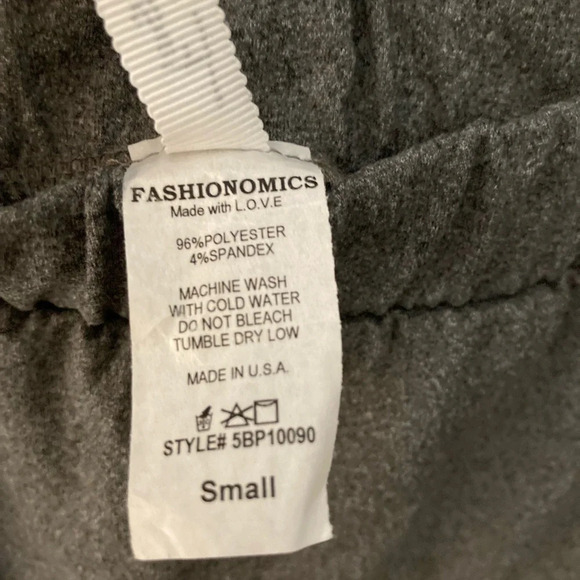 FASHIONOMICS
Made with L.O.V.E
96%POLYESTER
4%SPANDEX
MACHINE WASH
WITH COLD WATER
DO NOT BLEACH
TUMBLE DRY LOW
MADE IN U.S.A.
STYLE# 5BP10090
Small